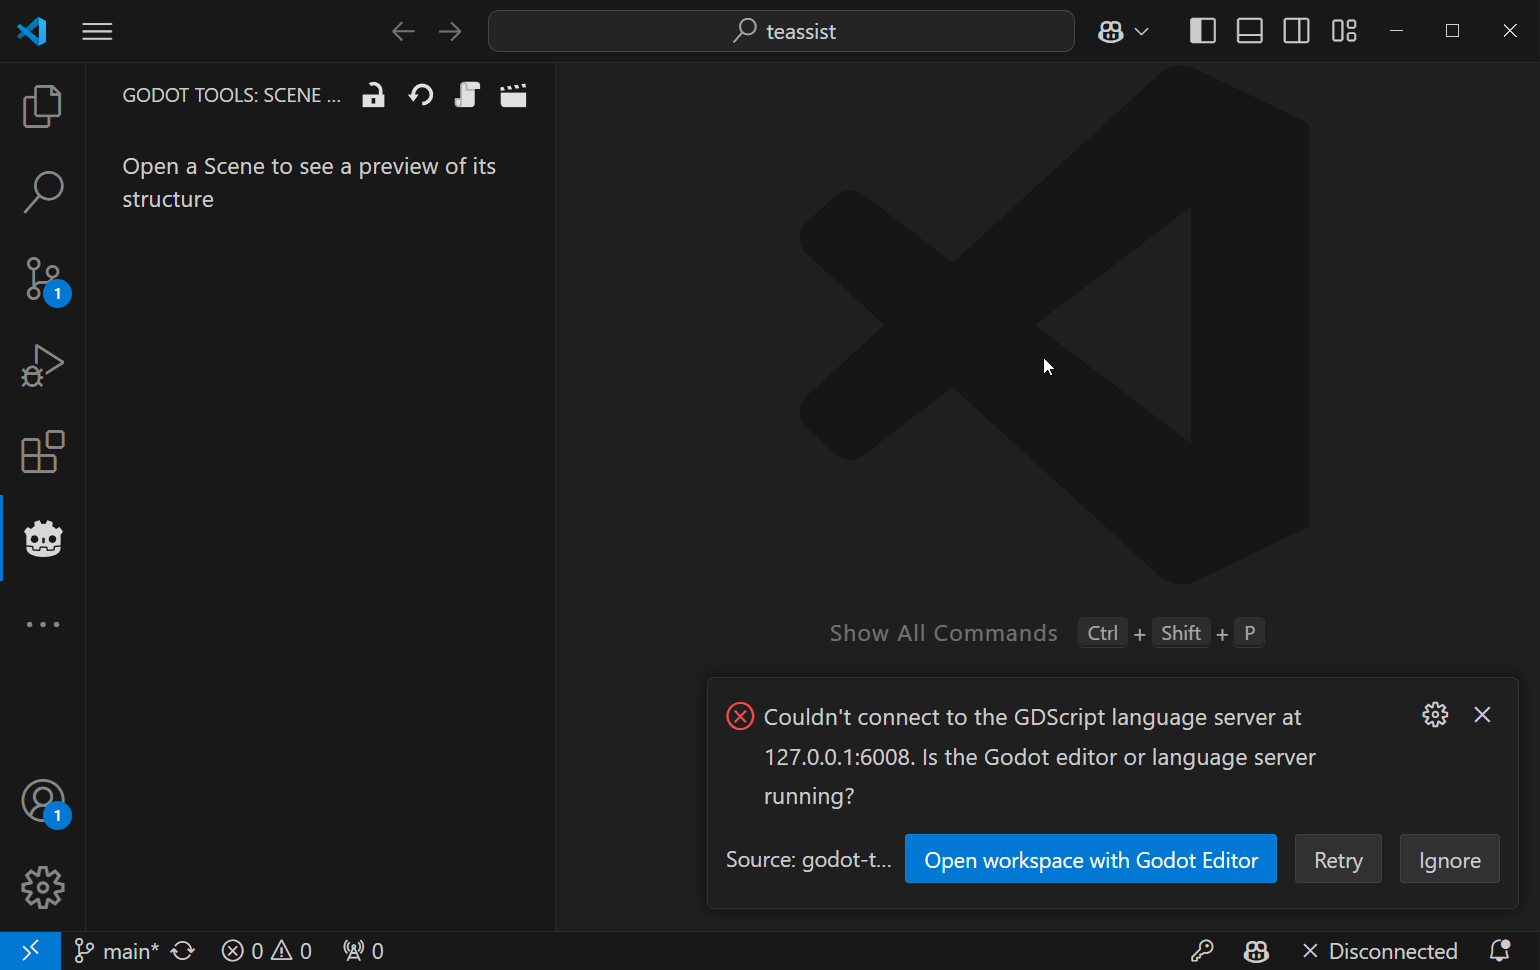 teassist
GODOT TOOLS: SCENE ...
Open a Scene to see a preview of its
structure
1
Show All Commands Ctrl + Shift + P
Couldn't connect to the GDScript language server at
127.0.0.1:6008. Is the Godot editor or language server
running?
Source: godot-t... Open workspace with Godot Editor Retry Ignore
1
main* 0 0 0 Disconnected